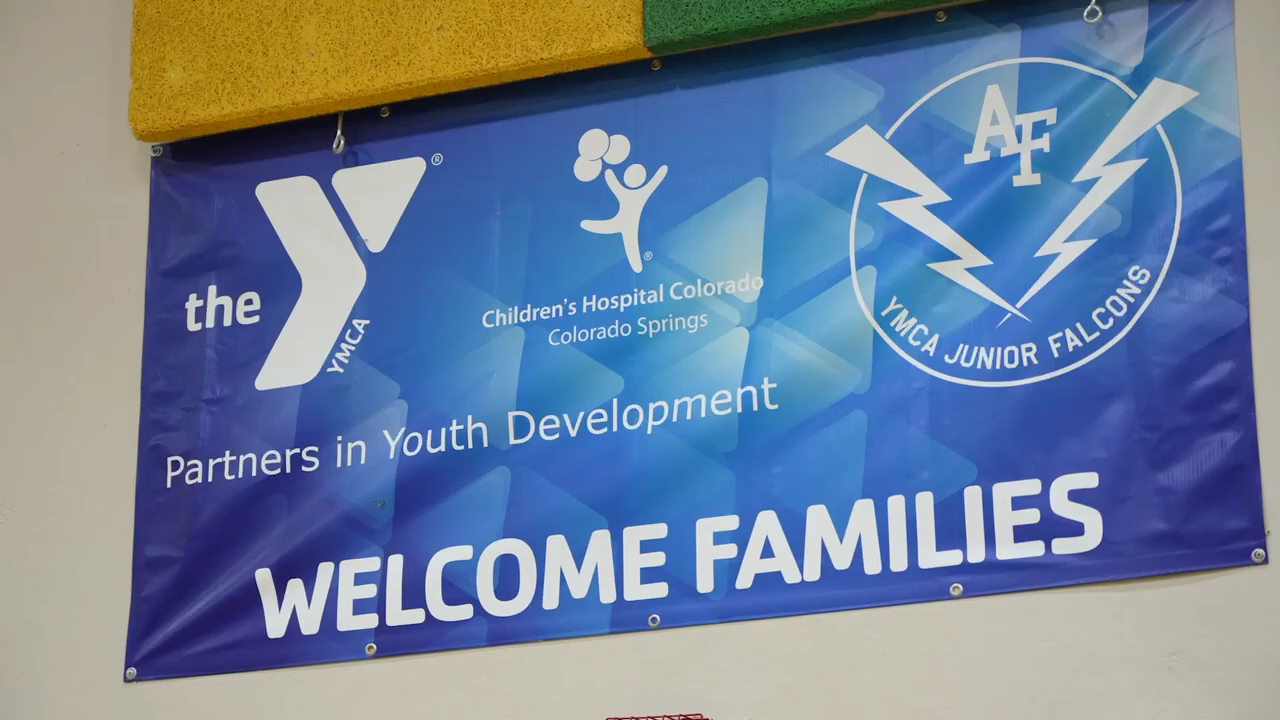 the
YMCA
®
Children's Hospital Colorado
Colorado Springs
®
AF
YMCA JUNIOR FALCONS
Partners in Youth Development
WELCOME FAMILIES